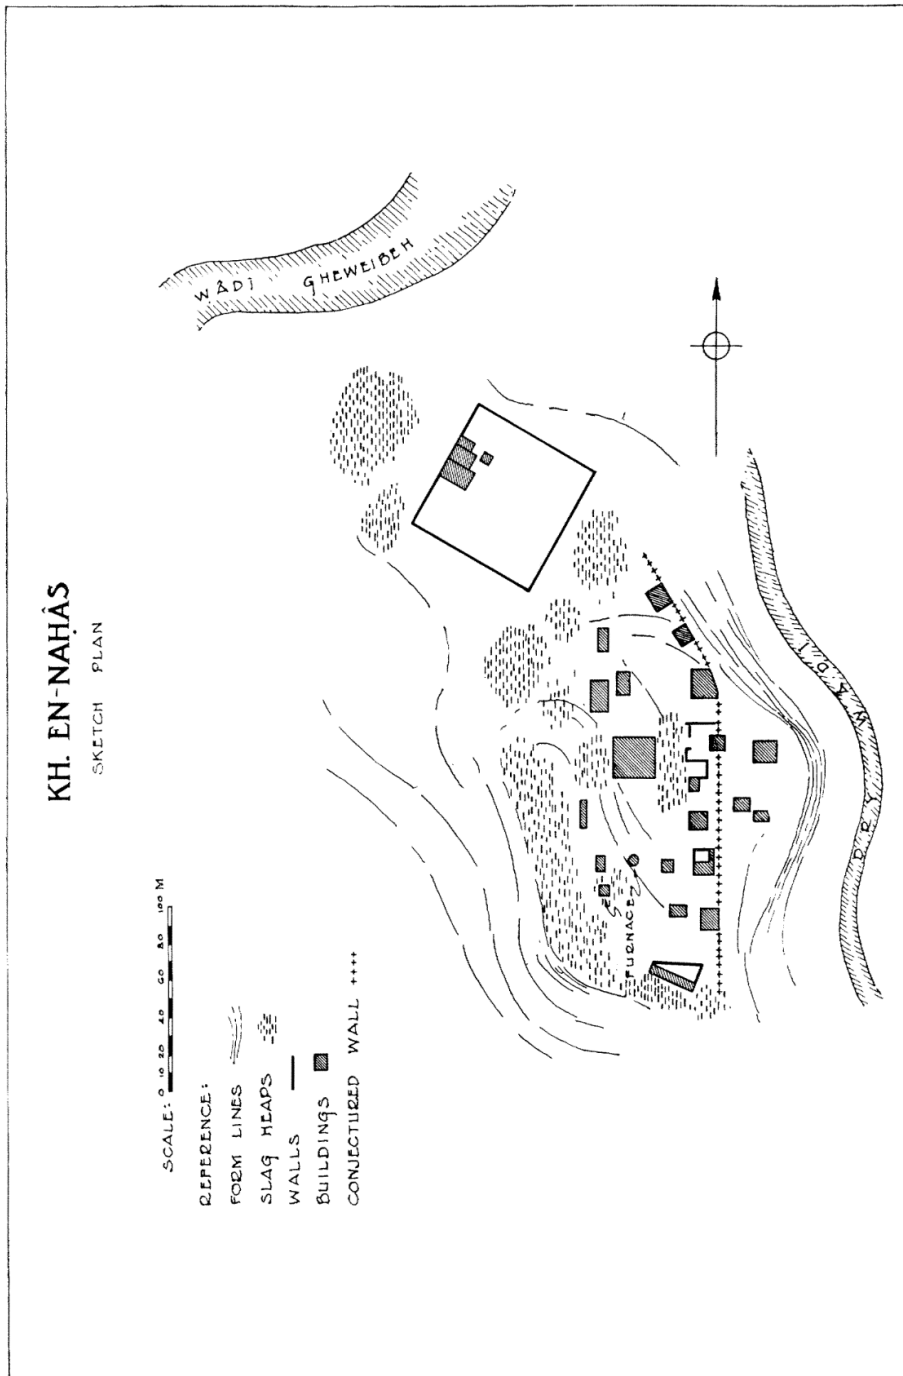 KH. EN-NAḤÂS
SKETCH PLAN
SCALE: 0 10 20 40 60 80 100 M
REFERENCE:
FORM LINES
SLAG HEAPS
WALLS
BUILDINGS
CONJECTURED WALL ++++
WÂDI GHEWEIBEH
FURNACE
DRY WÂDI